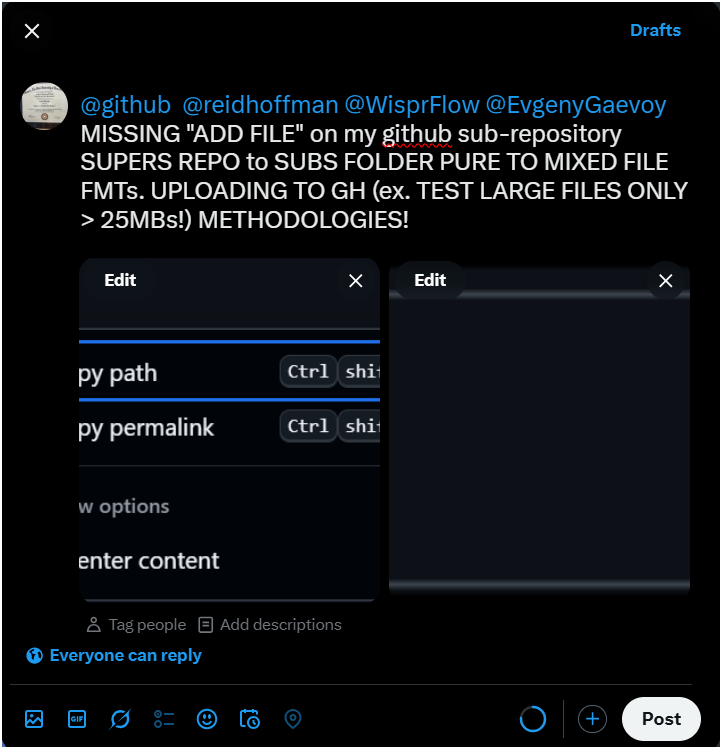 Drafts
@github @reidhoffman @WisprFlow @EvgenyGaevoy
MISSING "ADD FILE" on my github sub-repository
SUPERS REPO to SUBS FOLDER PURE TO MIXED FILE
FMTs. UPLOADING TO GH (ex. TEST LARGE FILES ONLY
> 25MBs!) METHODOLOGIES!
Edit
Edit
py path Ctrl shif
py permalink Ctrl shif
w options
enter content
Tag people Add descriptions
Everyone can reply
GIF
Post